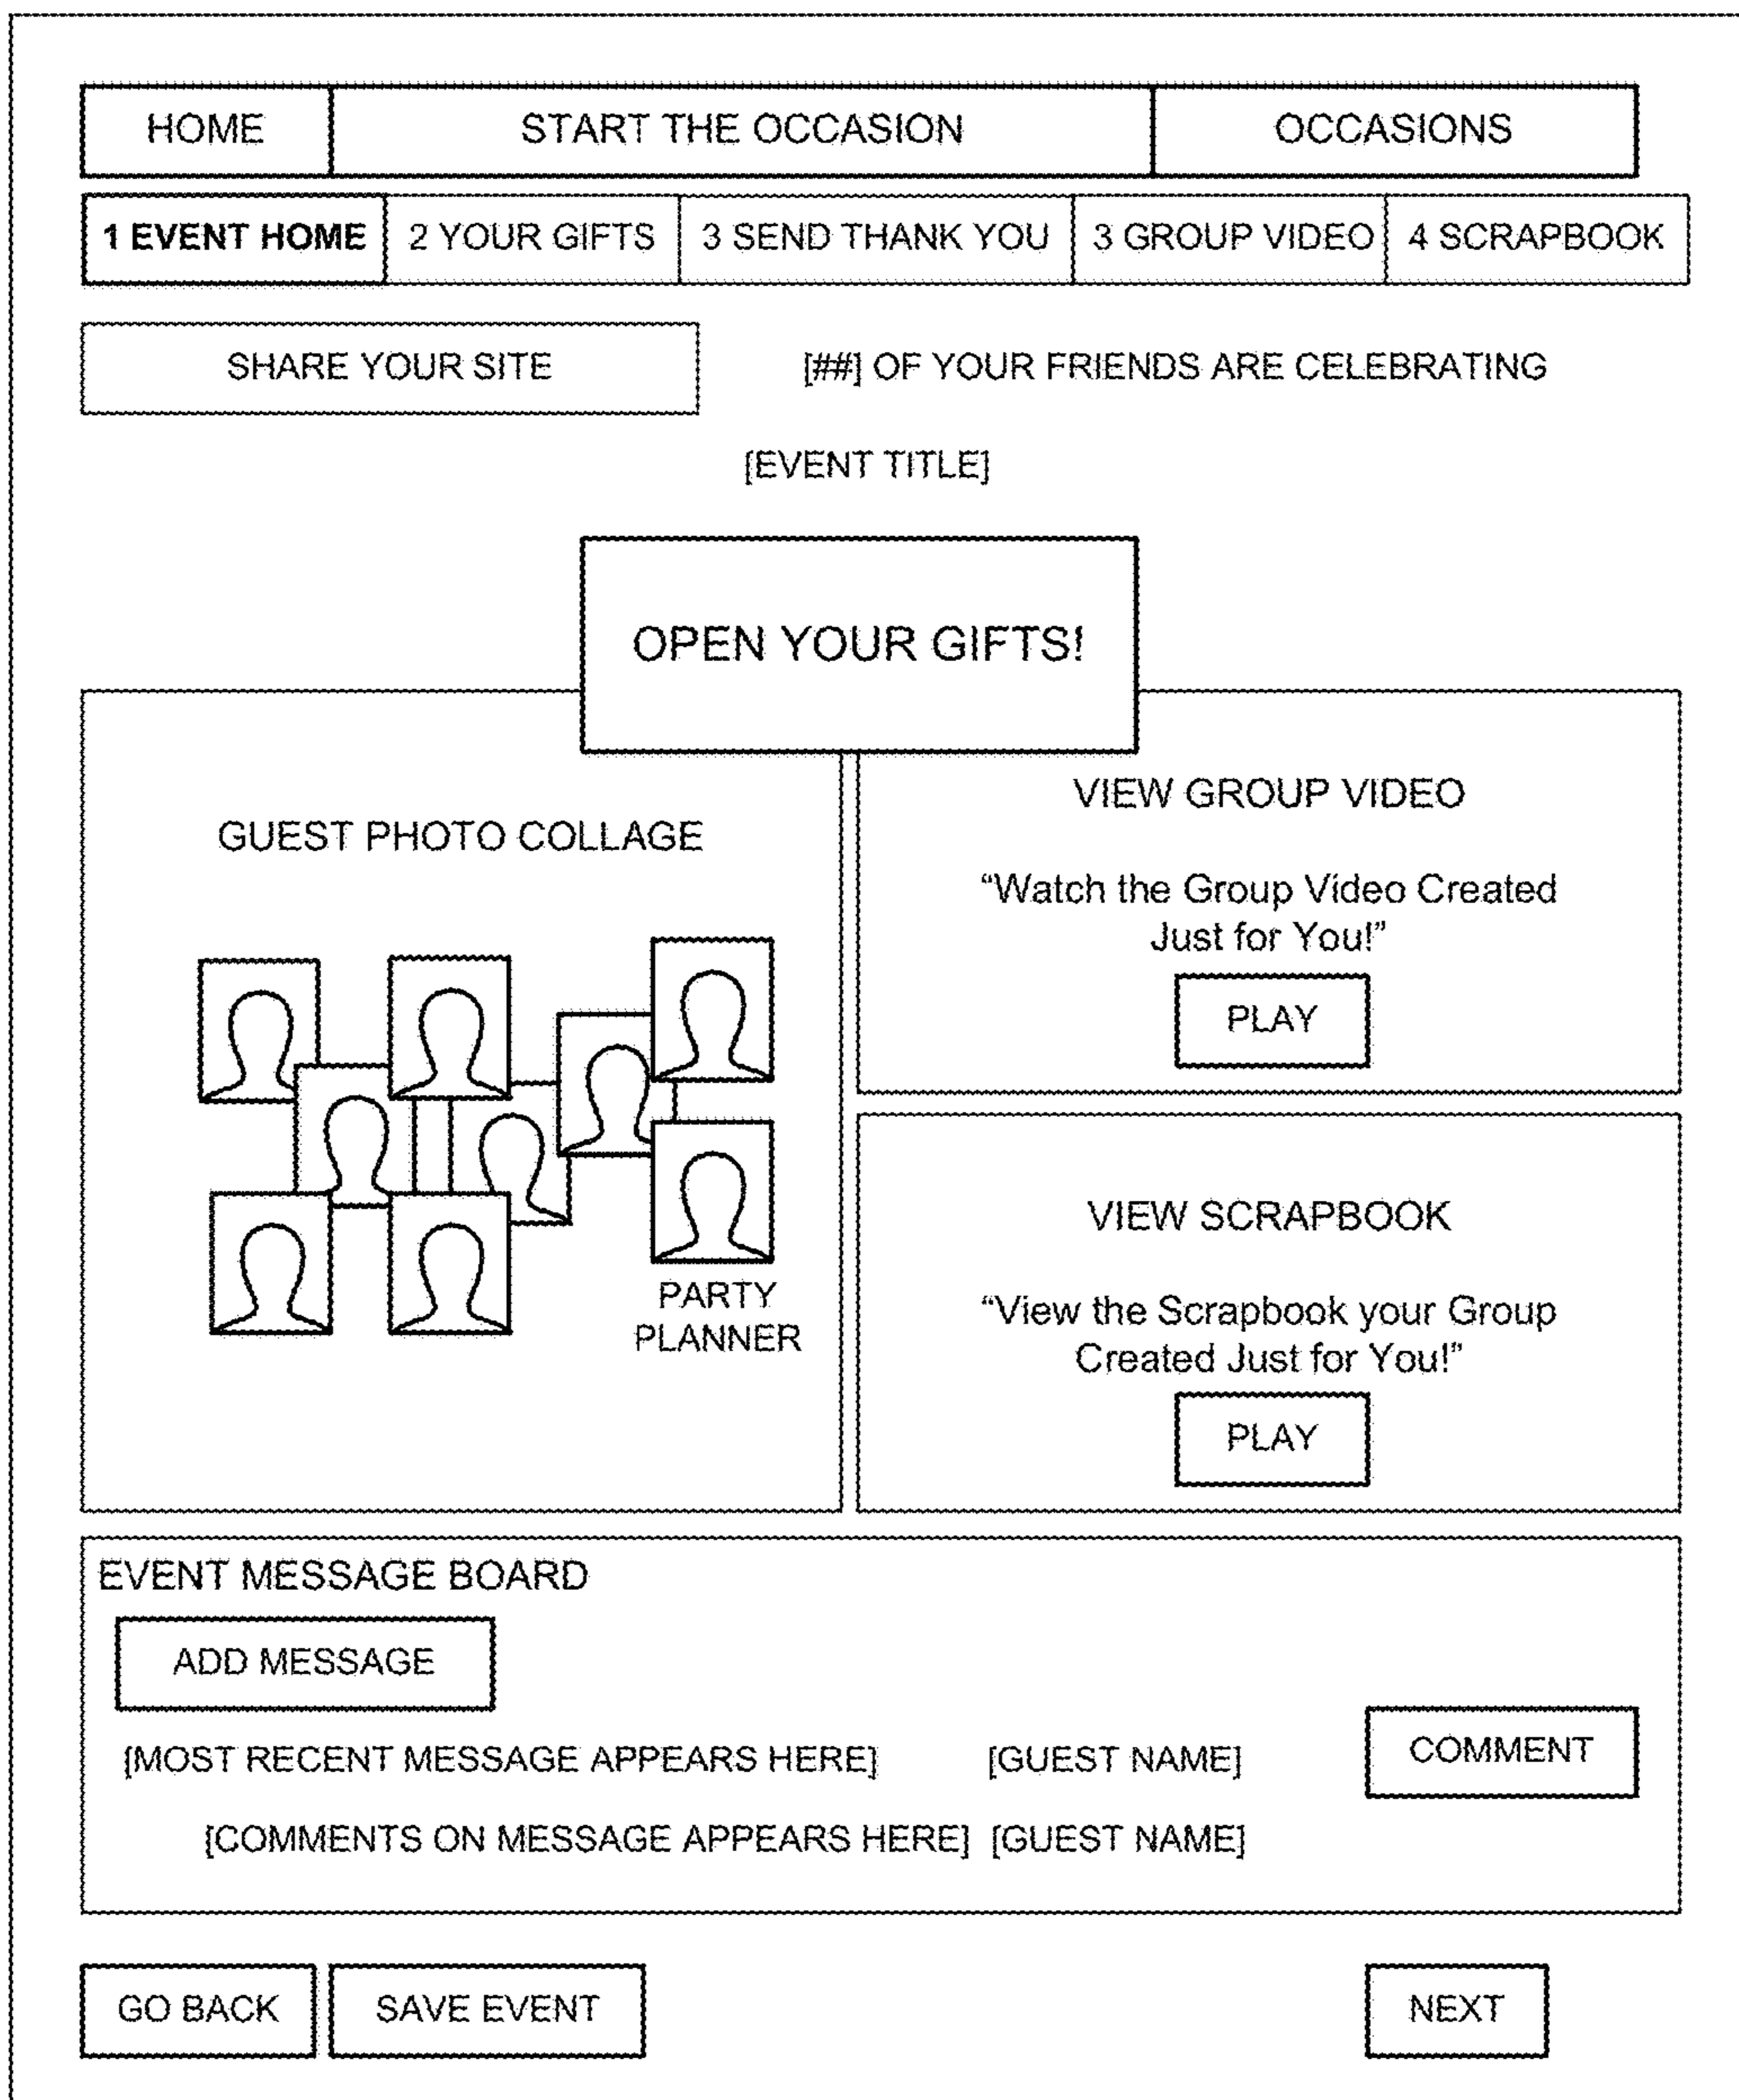 HOME START THE OCCASION OCCASIONS
1 EVENT HOME 2 YOUR GIFTS 3 SEND THANK YOU 3 GROUP VIDEO 4 SCRAPBOOK
SHARE YOUR SITE [##] OF YOUR FRIENDS ARE CELEBRATING
[EVENT TITLE]
OPEN YOUR GIFTS!
GUEST PHOTO COLLAGE
PARTY
PLANNER
VIEW GROUP VIDEO
“Watch the Group Video Created
Just for You!”
PLAY
VIEW SCRAPBOOK
“View the Scrapbook your Group
Created Just for You!”
PLAY
EVENT MESSAGE BOARD
ADD MESSAGE
[MOST RECENT MESSAGE APPEARS HERE] [GUEST NAME] COMMENT
[COMMENTS ON MESSAGE APPEARS HERE] [GUEST NAME]
GO BACK SAVE EVENT NEXT